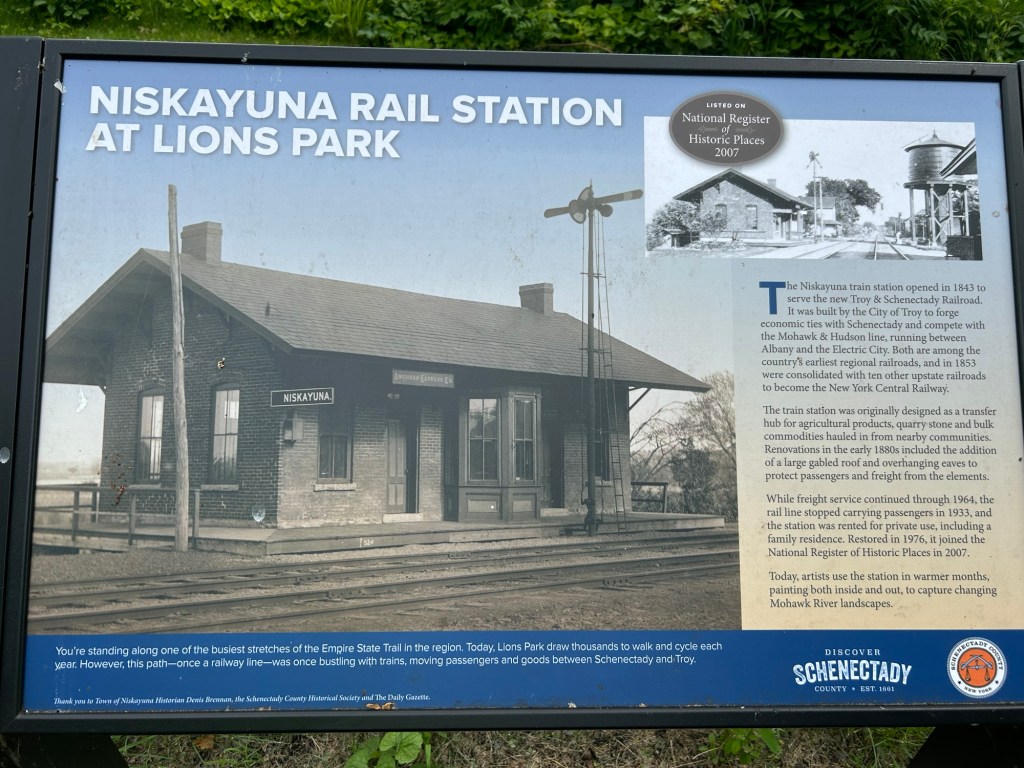 NISKAYUNA RAIL STATION
AT LIONS PARK
LISTED ON
National Register
of
Historic Places
2007
NISKAYUNA
AMERICAN EXPRESS CO.
The Niskayuna train station opened in 1843 to
serve the new Troy & Schenectady Railroad.
It was built by the City of Troy to forge
economic ties with Schenectady and compete with
the Mohawk & Hudson line, running between
Albany and the Electric City. Both are among the
country's earliest regional railroads, and in 1853
were consolidated with ten other upstate railroads
to become the New York Central Railway.
The train station was originally designed as a transfer
hub for agricultural products, quarry stone and bulk
commodities hauled in from nearby communities.
Renovations in the early 1880s included the addition
of a large gabled roof and overhanging eaves to
protect passengers and freight from the elements.
While freight service continued through 1964, the
rail line stopped carrying passengers in 1933, and
the station was rented for private use, including a
family residence. Restored in 1976, it joined the
National Register of Historic Places in 2007.
Today, artists use the station in warmer months,
painting both inside and out, to capture changing
Mohawk River landscapes.
You're standing along one of the busiest stretches of the Empire State Trail in the region. Today, Lions Park draw thousands to walk and cycle each
year. However, this path—once a railway line—was once bustling with trains, moving passengers and goods between Schenectady and Troy.
Thank you to Town of Niskayuna Historian Denis Brennan, the Schenectady County Historical Society and The Daily Gazette.
DISCOVER
SCHENECTADY
COUNTY • EST. 1661
SCHENECTADY COUNTY
NEW YORK